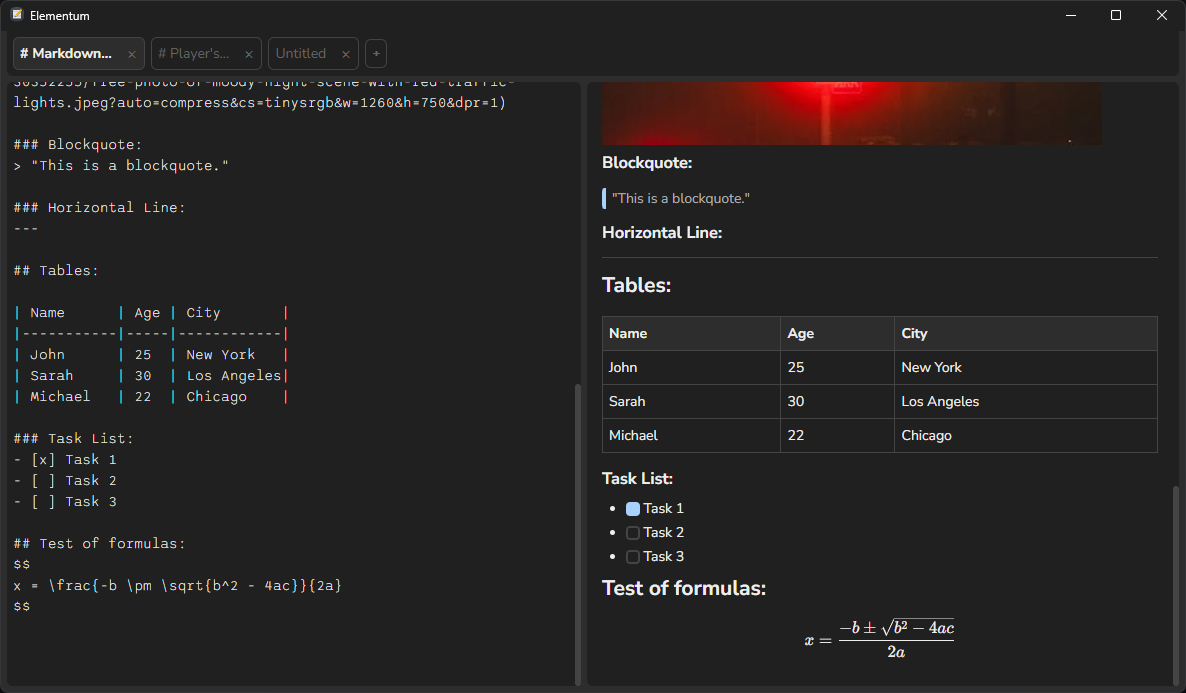 Elementum
# Markdown... × # Player's... × Untitled × +
30352255/free-photo-of-moody-night-scene-with-red-traffic-
lights.jpeg?auto=compress&cs=tinysrgb&w=1260&h=750&dpr=1)
### Blockquote:
> "This is a blockquote."
### Horizontal Line:
---
## Tables:
| Name      | Age | City       |
|-----------|-----|------------|
| John      | 25  | New York   |
| Sarah     | 30  | Los Angeles|
| Michael   | 22  | Chicago    |
### Task List:
- [x] Task 1
- [ ] Task 2
- [ ] Task 3
## Test of formulas:
$$
x = \frac{-b \pm \sqrt{b^2 - 4ac}}{2a}
$$
Blockquote:
"This is a blockquote."
Horizontal Line:
Tables:
Name Age City
John 25 New York
Sarah 30 Los Angeles
Michael 22 Chicago
Task List:
• Task 1
• Task 2
• Task 3
Test of formulas:
x = −b ± √b² − 4ac
2a